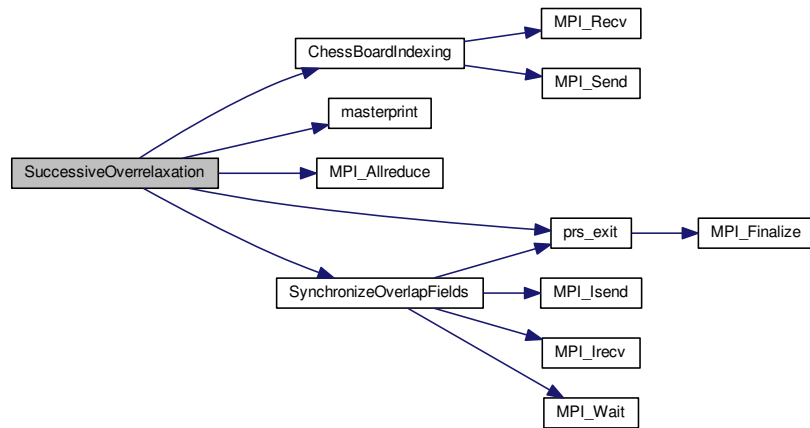 MPI_Recv
ChessBoardIndexing
MPI_Send
masterprint
SuccessiveOverrelaxation
MPI_Allreduce
prs_exit
MPI_Finalize
SynchronizeOverlapFields
MPI_Isend
MPI_Irecv
MPI_Wait